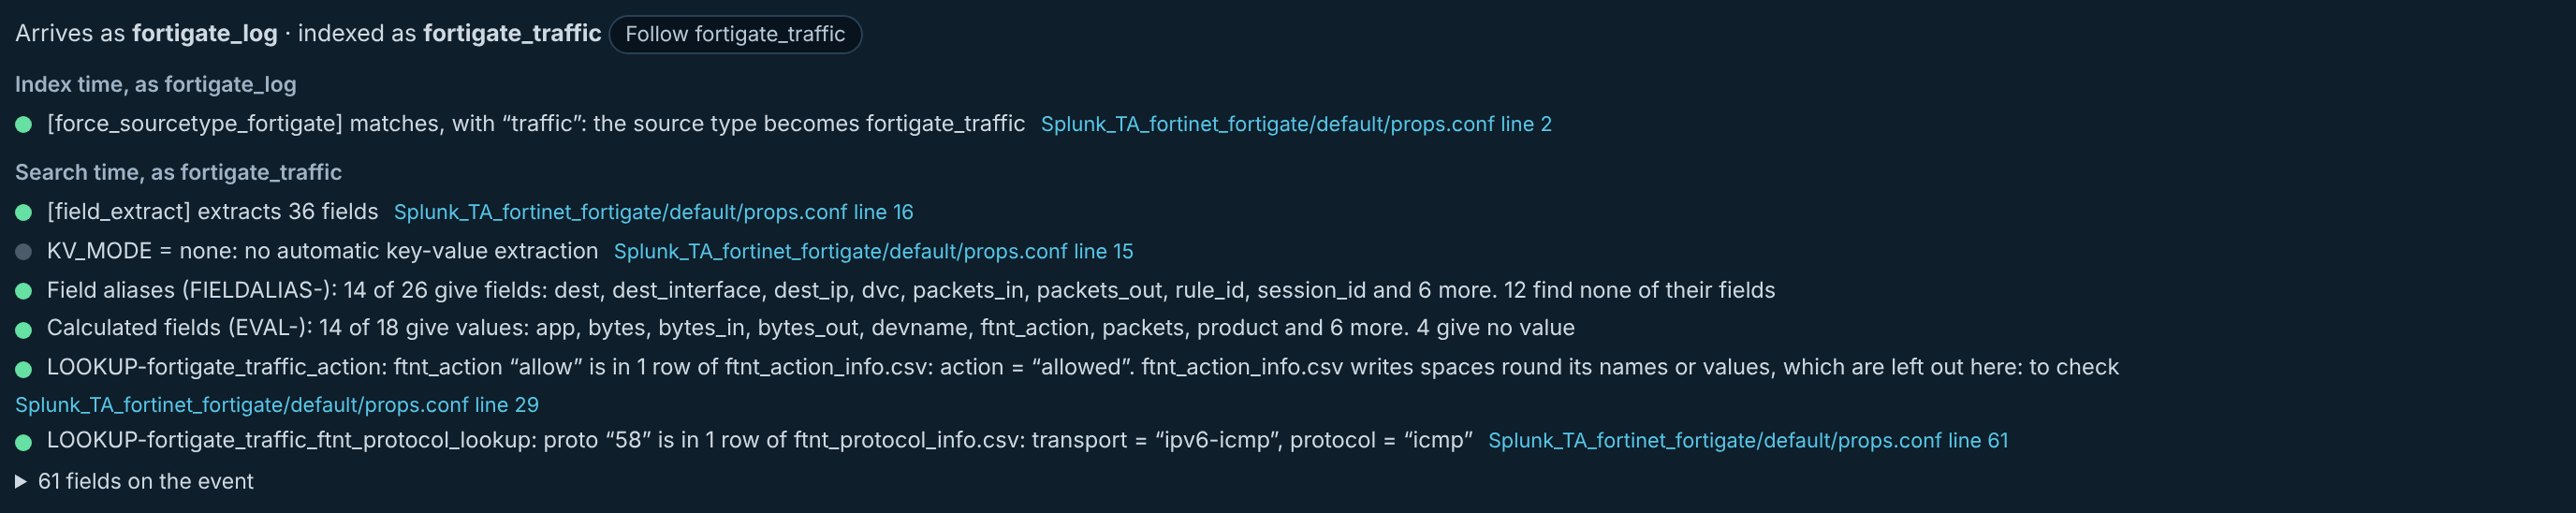 Arrives as fortigate_log · indexed as fortigate_traffic Follow fortigate_traffic
Index time, as fortigate_log
[force_sourcetype_fortigate] matches, with “traffic”: the source type becomes fortigate_traffic Splunk_TA_fortinet_fortigate/default/props.conf line 2
Search time, as fortigate_traffic
[field_extract] extracts 36 fields Splunk_TA_fortinet_fortigate/default/props.conf line 16
KV_MODE = none: no automatic key-value extraction Splunk_TA_fortinet_fortigate/default/props.conf line 15
Field aliases (FIELDALIAS-): 14 of 26 give fields: dest, dest_interface, dest_ip, dvc, packets_in, packets_out, rule_id, session_id and 6 more. 12 find none of their fields
Calculated fields (EVAL-): 14 of 18 give values: app, bytes, bytes_in, bytes_out, devname, ftnt_action, packets, product and 6 more. 4 give no value
LOOKUP-fortigate_traffic_action: ftnt_action “allow” is in 1 row of ftnt_action_info.csv: action = “allowed”. ftnt_action_info.csv writes spaces round its names or values, which are left out here: to check
Splunk_TA_fortinet_fortigate/default/props.conf line 29
LOOKUP-fortigate_traffic_ftnt_protocol_lookup: proto “58” is in 1 row of ftnt_protocol_info.csv: transport = “ipv6-icmp”, protocol = “icmp” Splunk_TA_fortinet_fortigate/default/props.conf line 61
61 fields on the event